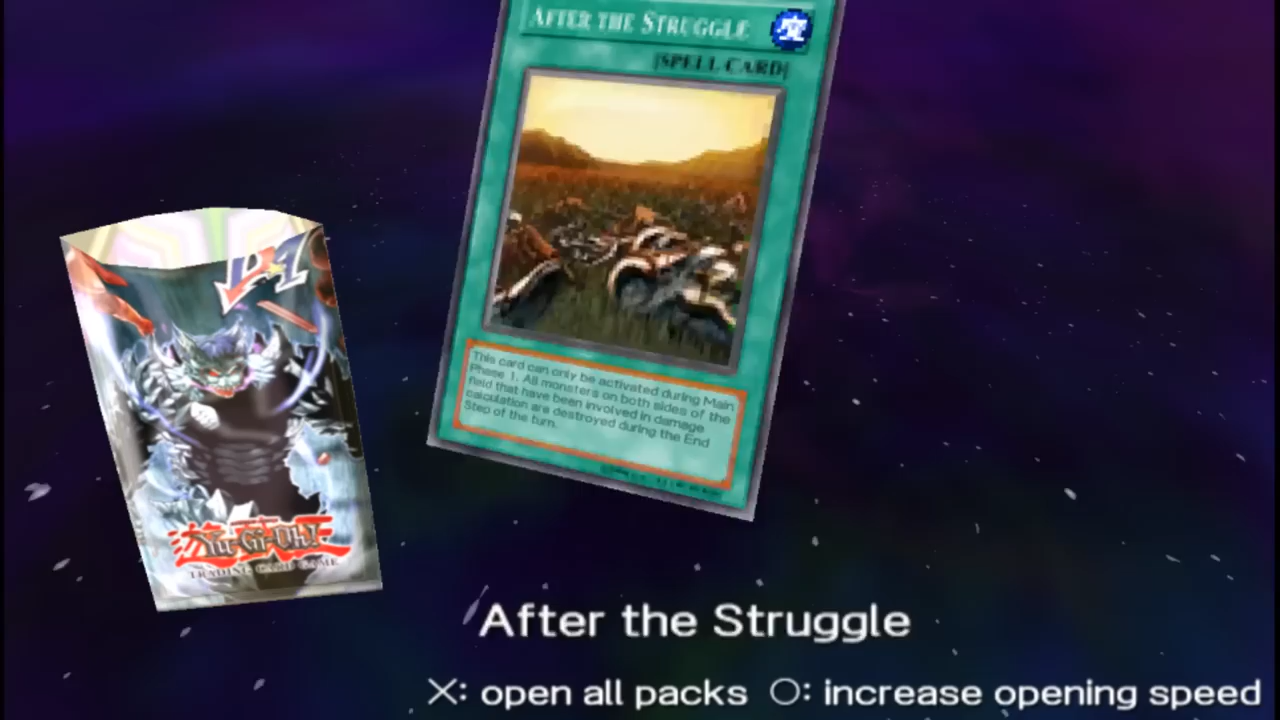 AFTER THE STRUGGLE
[SPELL CARD]
This card can only be activated during Main
Phase 1. All monsters on both sides of the
field that have been involved in damage
calculation are destroyed during the End
Step of the turn.
Yu-Gi-Oh!
TRADING CARD GAME
After the Struggle
X: open all packs O: increase opening speed